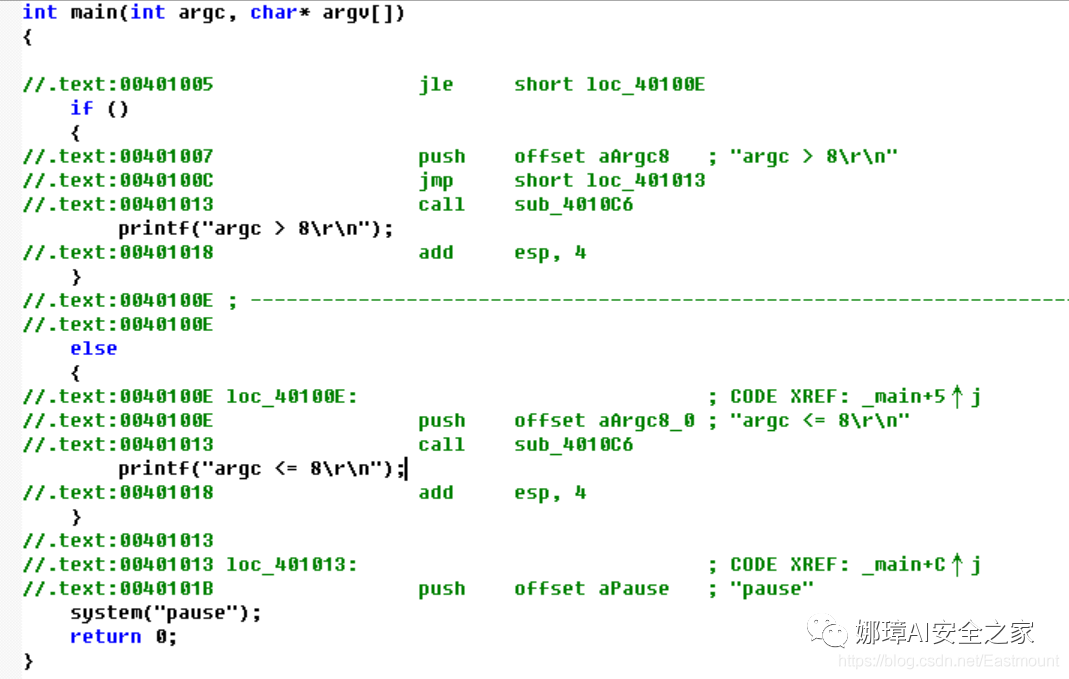 int main(int argc, char* argv[])
{
//.text:00401005                 jle     short loc_40100E
    if ()
    {
//.text:00401007                 push    offset aArgc8   ; "argc > 8\r\n"
//.text:0040100C                 jmp     short loc_401013
//.text:00401013                 call    sub_4010C6
        printf("argc > 8\r\n");
//.text:00401018                 add     esp, 4
    }
//.text:0040100E ; --------------------------------------------------------------------
//.text:0040100E
    else
    {
//.text:0040100E loc_40100E:                             ; CODE XREF: _main+5↑j
//.text:0040100E                 push    offset aArgc8_0 ; "argc <= 8\r\n"
//.text:00401013                 call    sub_4010C6
        printf("argc <= 8\r\n");
//.text:00401018                 add     esp, 4
    }
//.text:00401013
//.text:00401013 loc_401013:                             ; CODE XREF: _main+C↑j
//.text:0040101B                 push    offset aPause   ; "pause"
    system("pause");
    return 0;
}
娜璋AI安全之家
https://blog.csdn.net/Eastmount